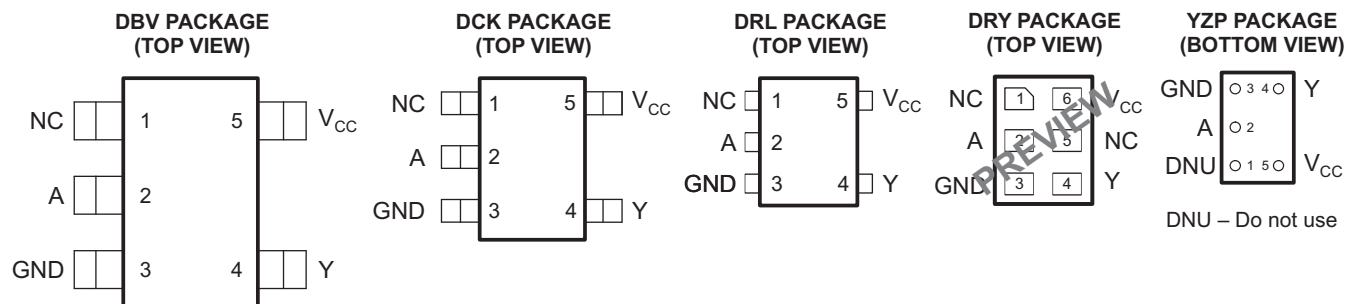 DBV PACKAGE
(TOP VIEW)
NC 1 5 VCC
A 2
GND 3 4 Y
DCK PACKAGE
(TOP VIEW)
NC 1 5 VCC
A 2
GND 3 4 Y
DRL PACKAGE
(TOP VIEW)
NC 1 5 VCC
A 2
GND 3 4 Y
DRY PACKAGE
(TOP VIEW)
NC 1 6 VCC
A 2 5 NC
GND 3 4 Y
PREVIEW
YZP PACKAGE
(BOTTOM VIEW)
GND 3 4 Y
A 2
DNU 1 5 VCC
DNU – Do not use